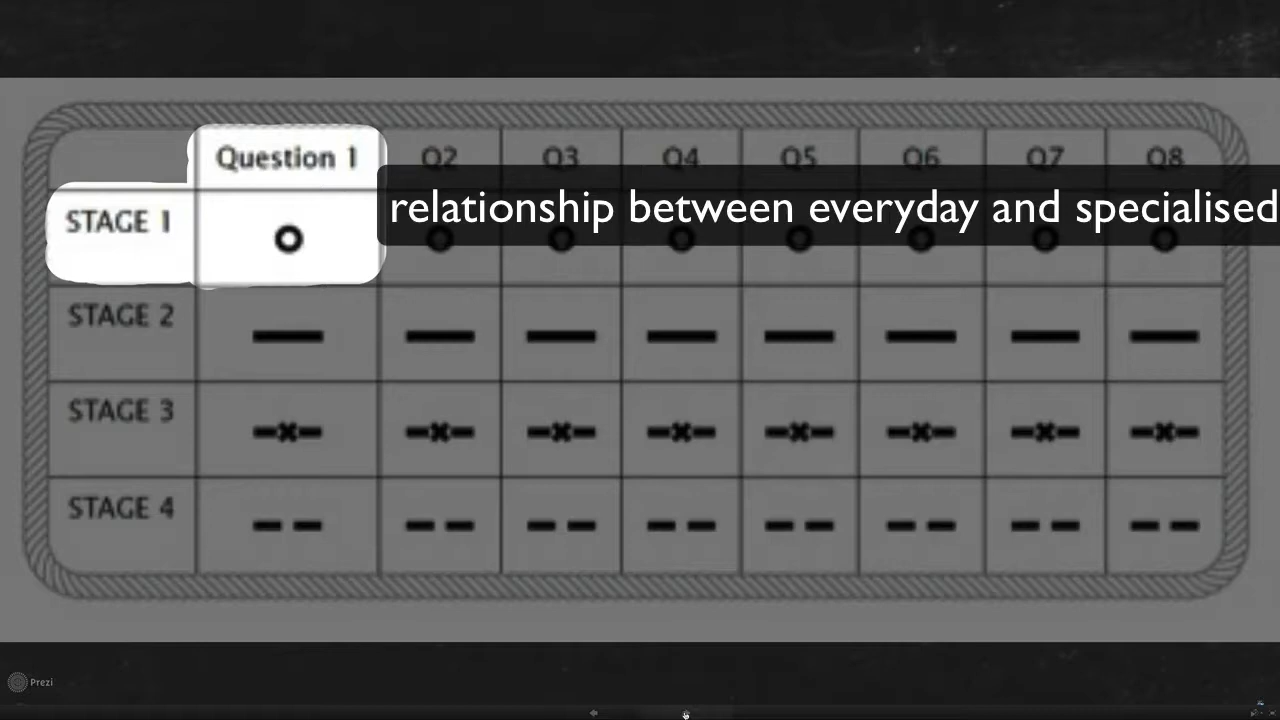 Question 1 Q2 Q3 Q4 Q5 Q6 Q7 Q8
relationship between everyday and specialised
STAGE 1
STAGE 2
STAGE 3
STAGE 4
Prezi